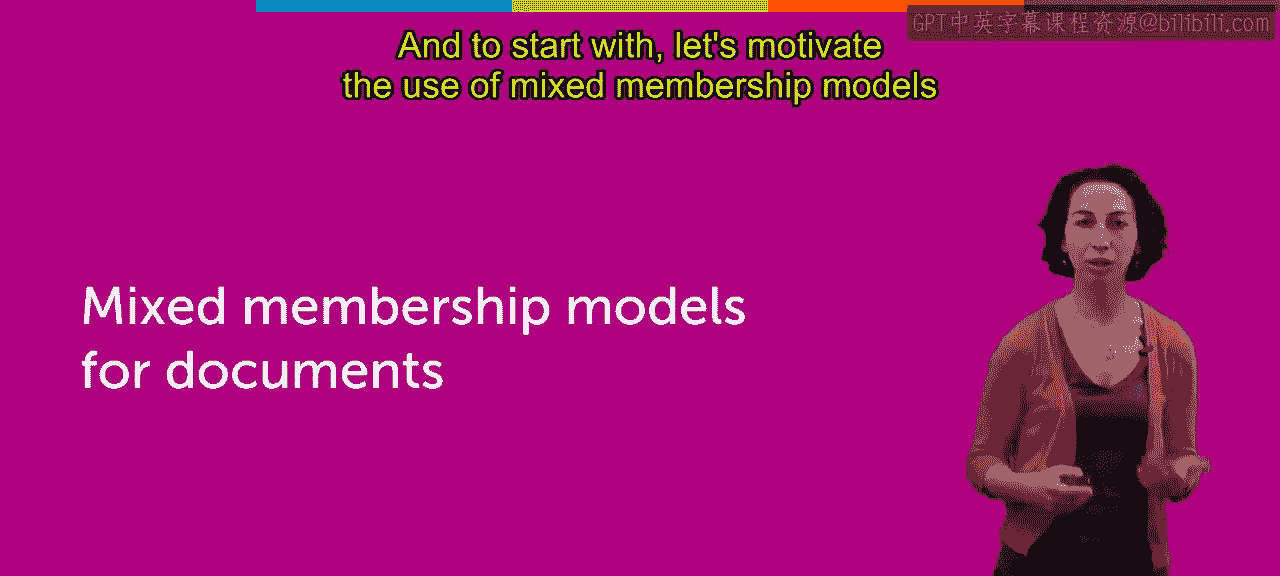 GPT中英字幕课程资源@bilibili.com
And to start with, let's motivate
the use of mixed membership models
Mixed membership models
for documents